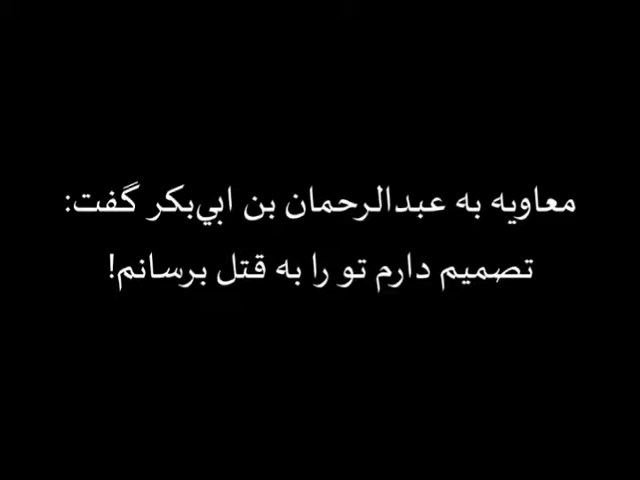 معاویه به عبدالرحمان بن ابي‌بکر گفت:
تصمیم دارم تو را به قتل برسانم!